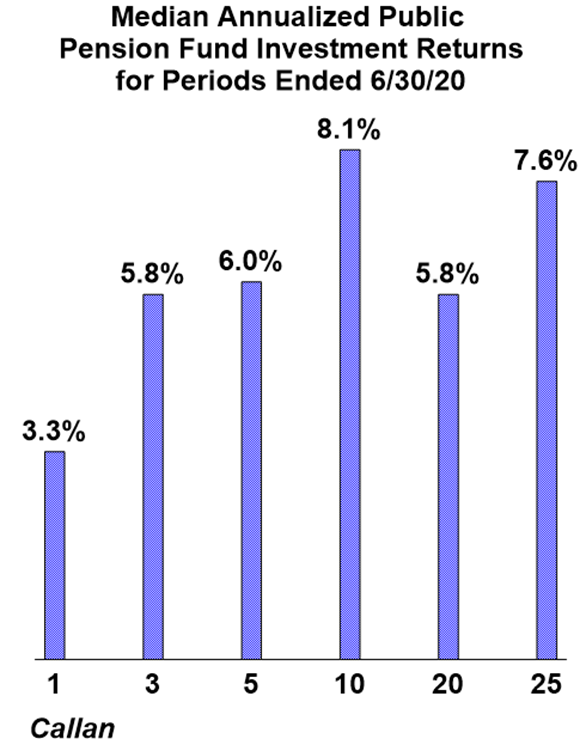 Median Annualized Public
Pension Fund Investment Returns
for Periods Ended 6/30/20
8.1%
7.6%
6.0%
5.8%
5.8%
3.3%
1 3 5 10 20 25
Callan